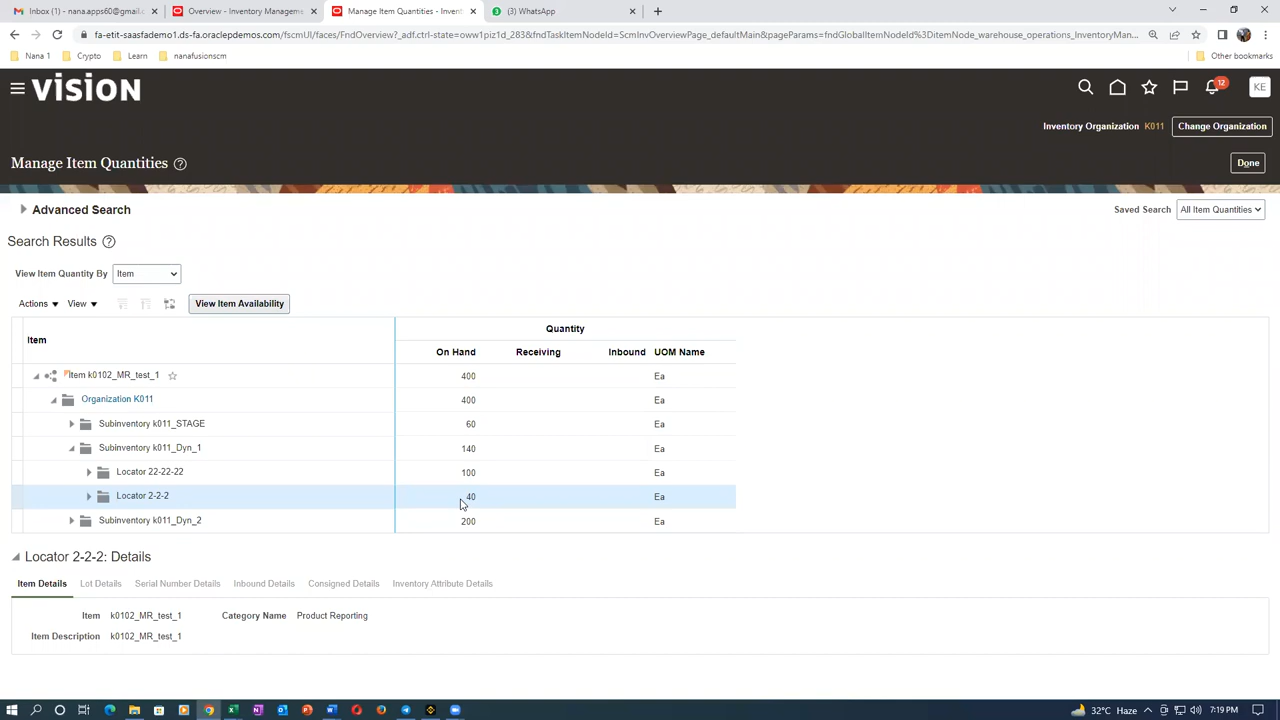 Inbox (1) - nana.apps60@gmail.c
Overview - Inventory Manageme
Manage Item Quantities - Invent
(3) WhatsApp
fa-etit-saasfademo1.ds-fa.oraclepdemos.com/fscmUI/faces/FndOverview?_adf.ctrl-state=oww1piz1d_283&fndTaskItemNodeId=ScmInvOverviewPage_defaultMain&pageParams=fndGlobalItemNodeId%3DitemNode_warehouse_operations_InventoryMan...
Nana 1
Crypto
Learn
nanafusionscm
Other bookmarks
VISION
12
KE
Inventory Organization K011
Change Organization
Manage Item Quantities
Done
Advanced Search
Saved Search All Item Quantities
Search Results
View Item Quantity By Item
Actions View View Item Availability
Item
Quantity
On Hand Receiving Inbound UOM Name
Item k0102_MR_test_1 400 Ea
Organization K011 400 Ea
Subinventory k011_STAGE 60 Ea
Subinventory k011_Dyn_1 140 Ea
Locator 22-22-22 100 Ea
Locator 2-2-2 40 Ea
Subinventory k011_Dyn_2 200 Ea
Locator 2-2-2: Details
Item Details Lot Details Serial Number Details Inbound Details Consigned Details Inventory Attribute Details
Item k0102_MR_test_1 Category Name Product Reporting
Item Description k0102_MR_test_1
32°C Haze
7:19 PM